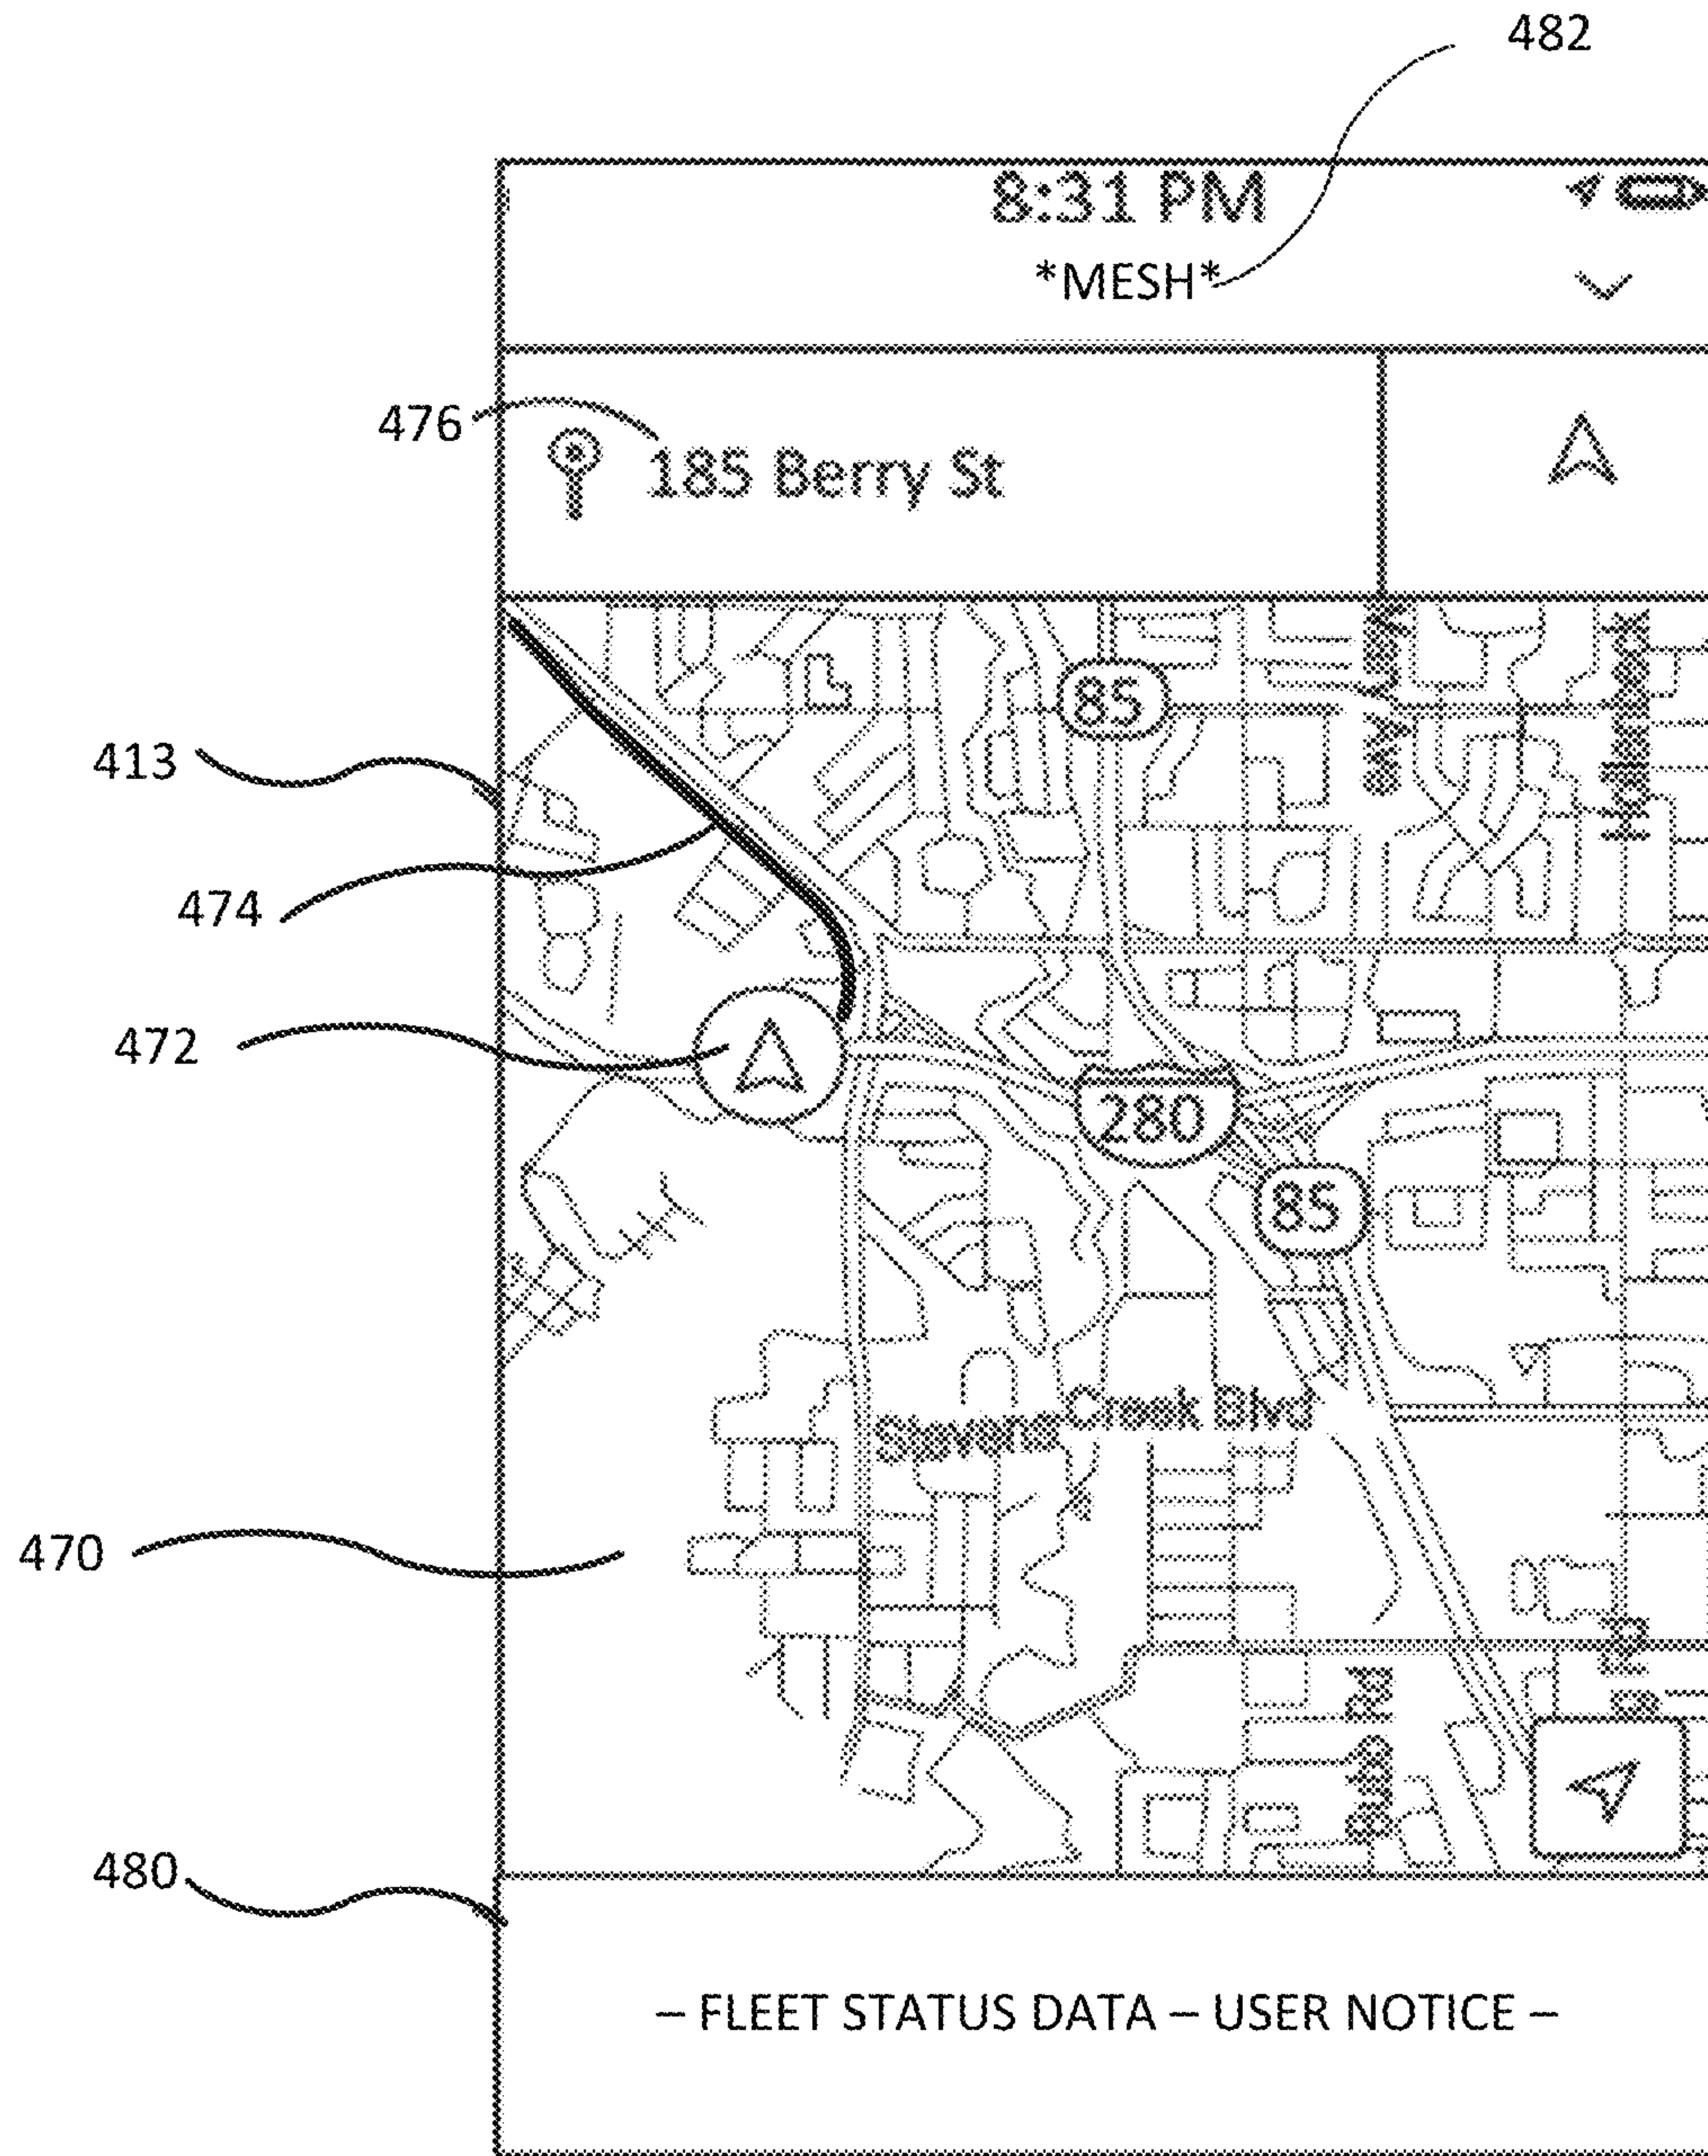 482
8:31 PM
*MESH*
476
185 Berry St
85
413
474
472
280
85
Stevens Creek Blvd
470
480
– FLEET STATUS DATA – USER NOTICE –